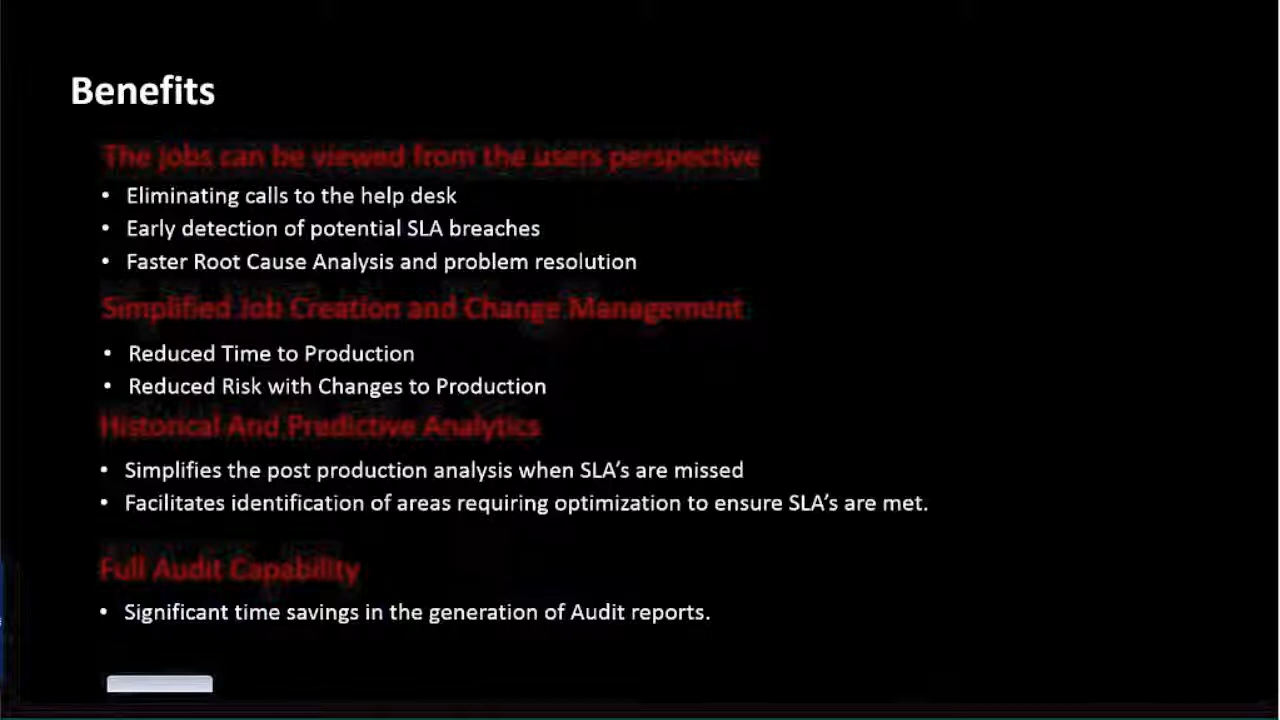 Benefits
The Jobs can be viewed from the users perspective
• Eliminating calls to the help desk
• Early detection of potential SLA breaches
• Faster Root Cause Analysis and problem resolution
Simplified Job Creation and Change Management
• Reduced Time to Production
• Reduced Risk with Changes to Production
Historical And Predictive Analytics
• Simplifies the post production analysis when SLA’s are missed
• Facilitates identification of areas requiring optimization to ensure SLA’s are met.
Full Audit Capability
• Significant time savings in the generation of Audit reports.